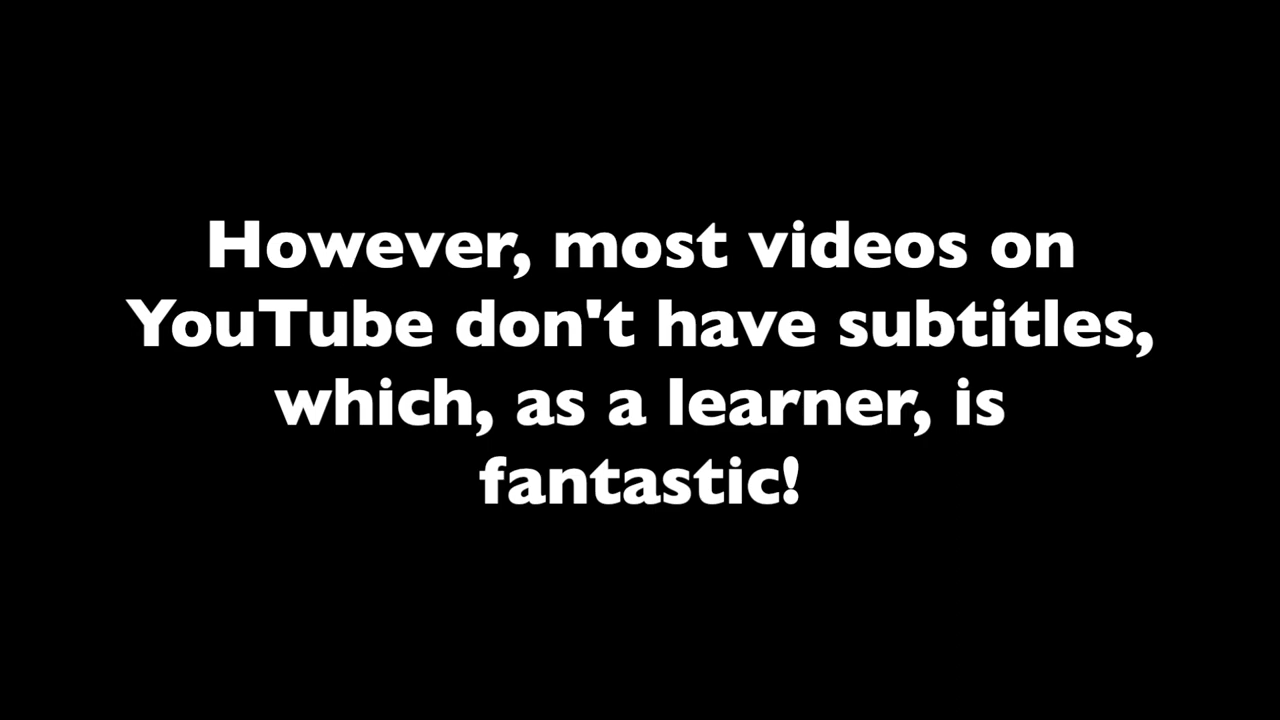 However, most videos on
YouTube don't have subtitles,
which, as a learner, is
fantastic!